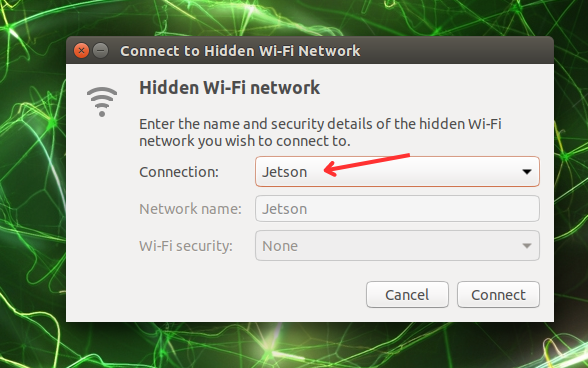 Connect to Hidden Wi-Fi Network
Hidden Wi-Fi network
Enter the name and security details of the hidden Wi-Fi
network you wish to connect to.
Connection: Jetson
Network name: Jetson
Wi-Fi security: None
Cancel Connect